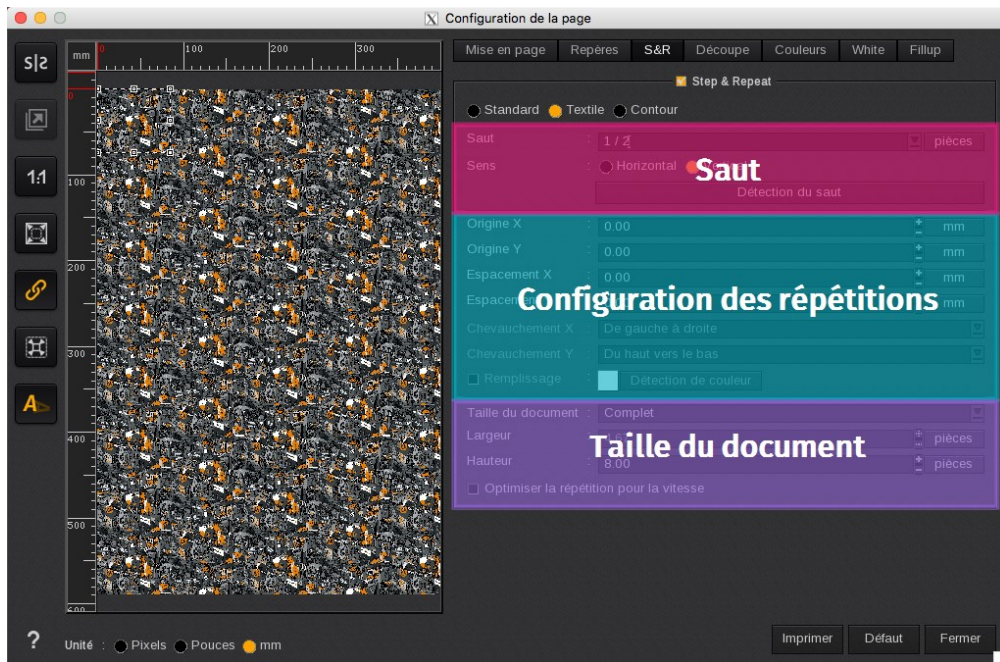 Configuration de la page
Mise en page Repères S&R Découpe Couleurs White Fillup
mm 0 100 200 300
S|S
Step & Repeat
0
Standard Textile Contour
Saut : 1 / 2 pièces
Sens : Horizontal
Saut
1:1
100
Détection du saut
Origine X : 0.00 mm
Origine Y : 0.00 mm
200
Espacement X : 0.00 mm
Configuration des répétitions
mm
Chevauchement X : De gauche à droite
300
Chevauchement Y : Du haut vers le bas
Remplissage : Détection de couleur
A
Taille du document : Complet
400
Largeur : pièces
Taille du document
Hauteur : 8.00 pièces
Optimiser la répétition pour la vitesse
500
600
? Unité : Pixels Pouces mm
Imprimer Défaut Fermer